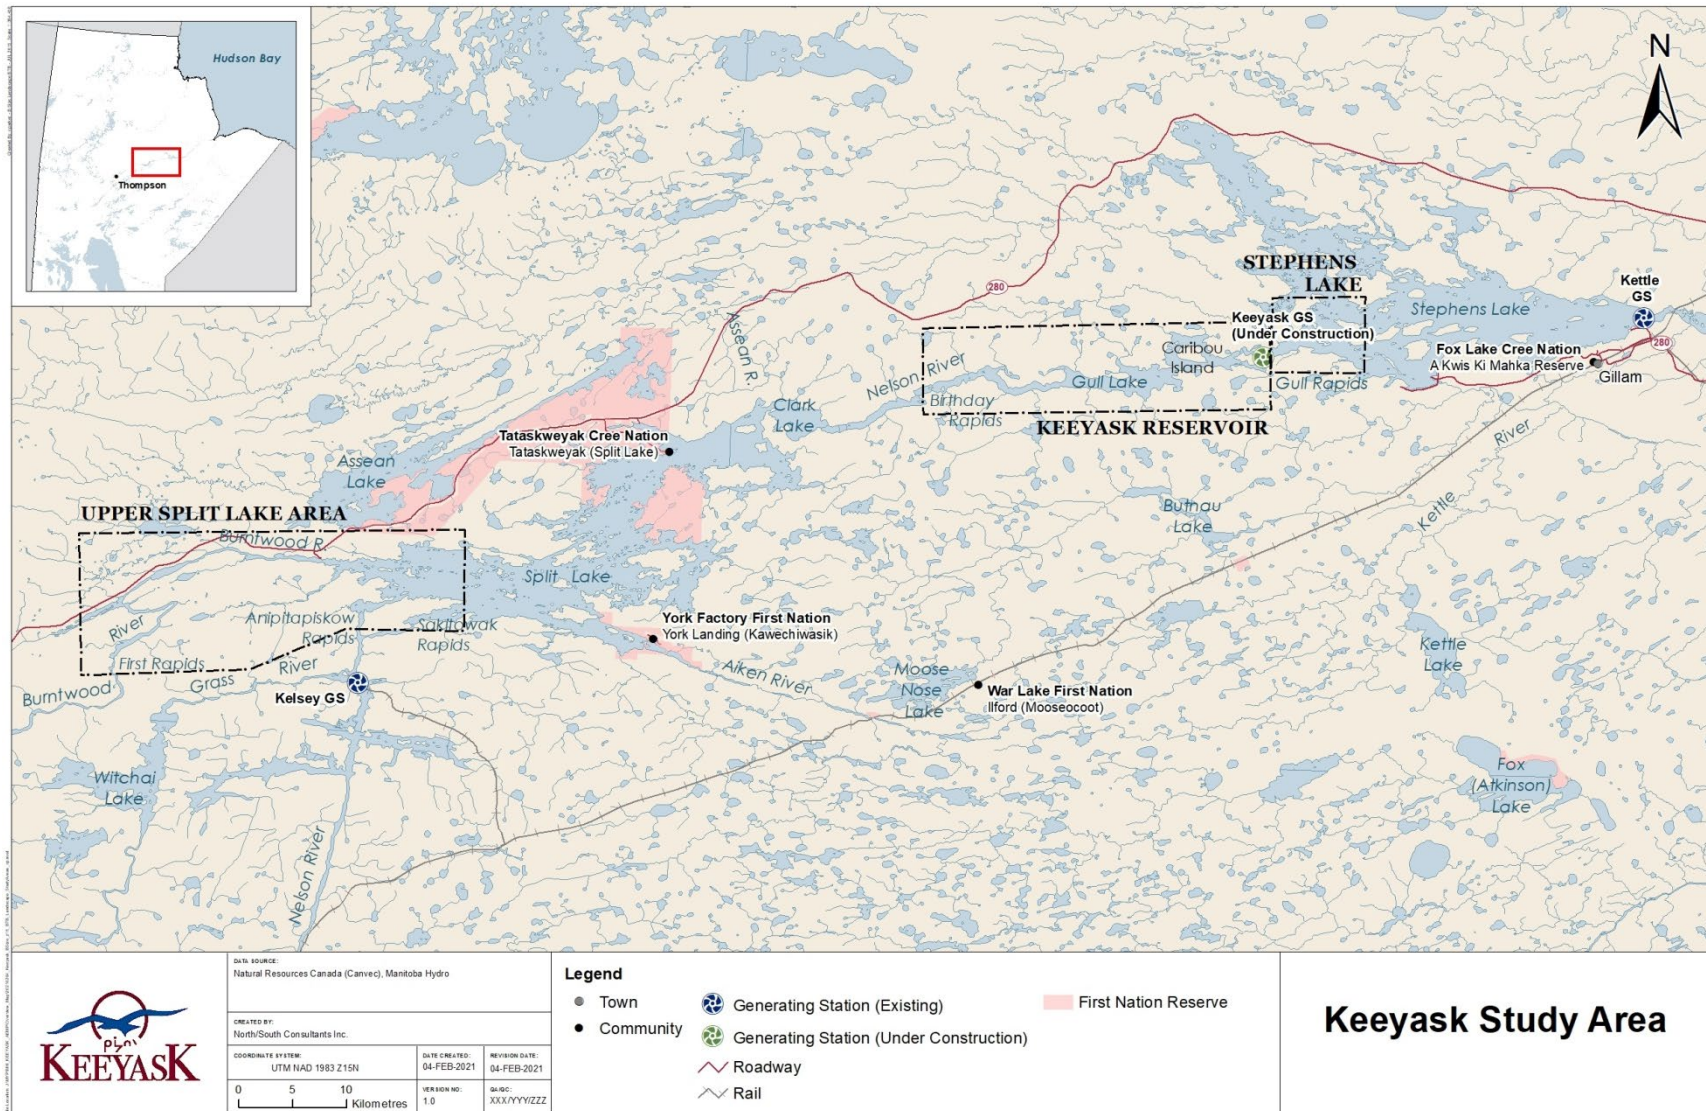 Hudson Bay
Thompson
N
280
STEPHENS
LAKE
Kettle
GS
Stephens Lake
Keeyask GS
(Under Construction)
Caribou
Island
Fox Lake Cree Nation
A Kwis Ki Mahka Reserve
280
Gillam
Gull Rapids
Gull Lake
Nelson River
Birthday
Rapids
KEEYASK RESERVOIR
Assean R.
Clark
Lake
Tataskweyak Cree Nation
Tataskweyak (Split Lake)
Assean
Lake
UPPER SPLIT LAKE AREA
Burntwood R.
Split Lake
Butnau
Lake
Kettle River
Anipitapiskow
Rapids
Sakitawak
Rapids
York Factory First Nation
York Landing (Kawechiwasik)
First Rapids
Burntwood River
Grass River
Kelsey GS
Aiken River
Moose
Nose
Lake
War Lake First Nation
Ilford (Mooseocoot)
Kettle
Lake
Witchai
Lake
Nelson River
Fox
(Atkinson)
Lake
ᑭᔮᐢᐠ
KEEYASK
DATA SOURCE:
Natural Resources Canada (Canvec), Manitoba Hydro
CREATED BY:
North/South Consultants Inc.
COORDINATE SYSTEM:
UTM NAD 1983 Z15N
DATE CREATED:
04-FEB-2021
REVISION DATE:
04-FEB-2021
0 5 10
Kilometres
VERSION NO:
1.0
QA/QC:
XXX/YYY/ZZZ
Legend
Town
Community
Generating Station (Existing)
Generating Station (Under Construction)
Roadway
Rail
First Nation Reserve
Keeyask Study Area